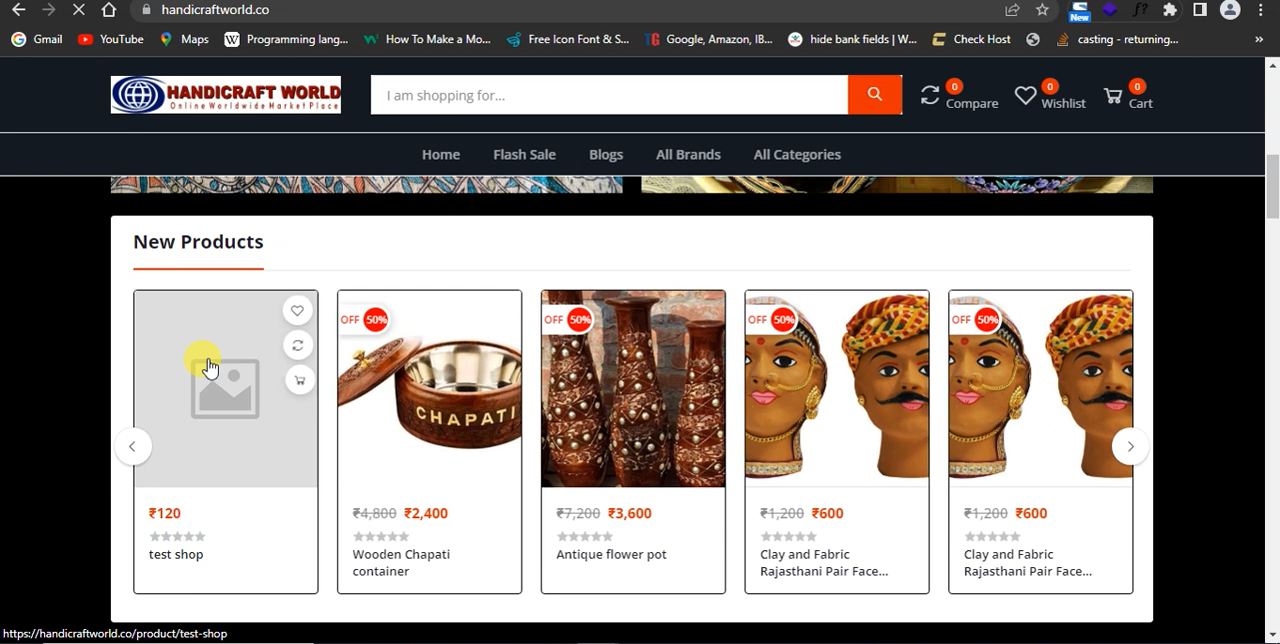 handicraftworld.co
New
f?
Gmail
YouTube
Maps
Programming lang...
How To Make a Mo...
Free Icon Font & S...
Google, Amazon, IB...
hide bank fields | W...
Check Host
casting - returning...
»
HANDICRAFT WORLD
Online Worldwide Market Place
I am shopping for...
0
Compare
0
Wishlist
0
Cart
Home
Flash Sale
Blogs
All Brands
All Categories
New Products
OFF 50%
OFF 50%
OFF 50%
OFF 50%
CHAPATI
₹120
₹4,800 ₹2,400
₹7,200 ₹3,600
₹1,200 ₹600
₹1,200 ₹600
test shop
Wooden Chapati
container
Antique flower pot
Clay and Fabric
Rajasthani Pair Face...
Clay and Fabric
Rajasthani Pair Face...
https://handicraftworld.co/product/test-shop